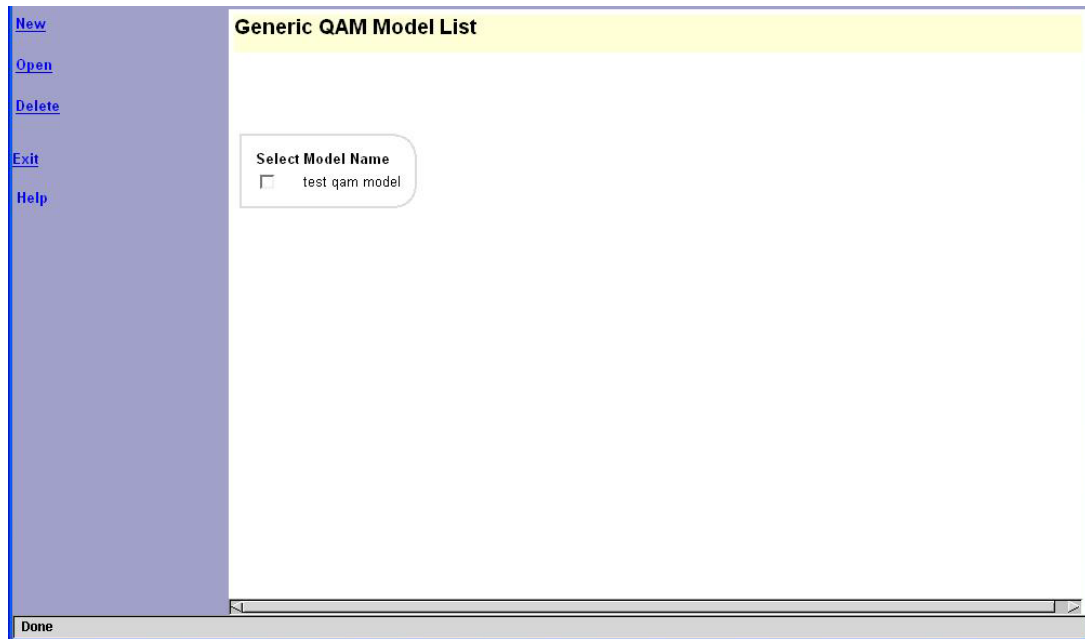 New
Open
Delete
Exit
Help
Generic QAM Model List
Select Model Name
test qam model
Done